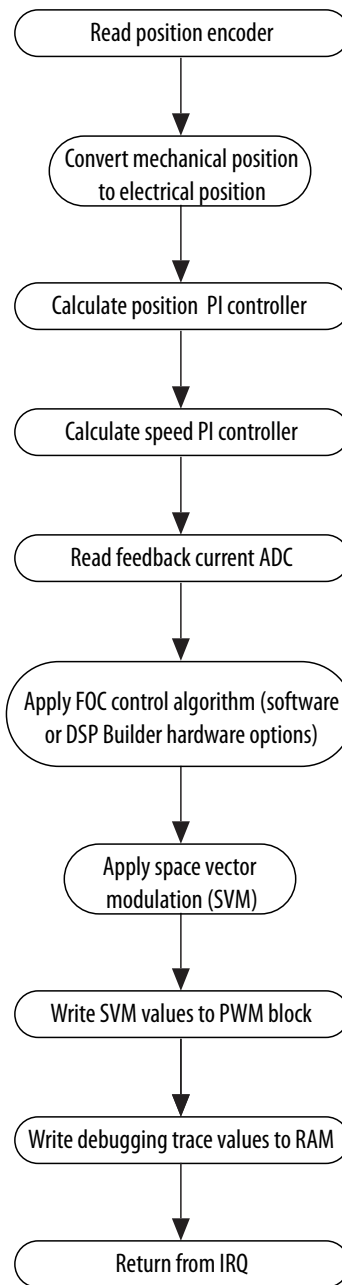 Read position encoder
Convert mechanical position
to electrical position
Calculate position PI controller
Calculate speed PI controller
Read feedback current ADC
Apply FOC control algorithm (software
or DSP Builder hardware options)
Apply space vector
modulation (SVM)
Write SVM values to PWM block
Write debugging trace values to RAM
Return from IRQ